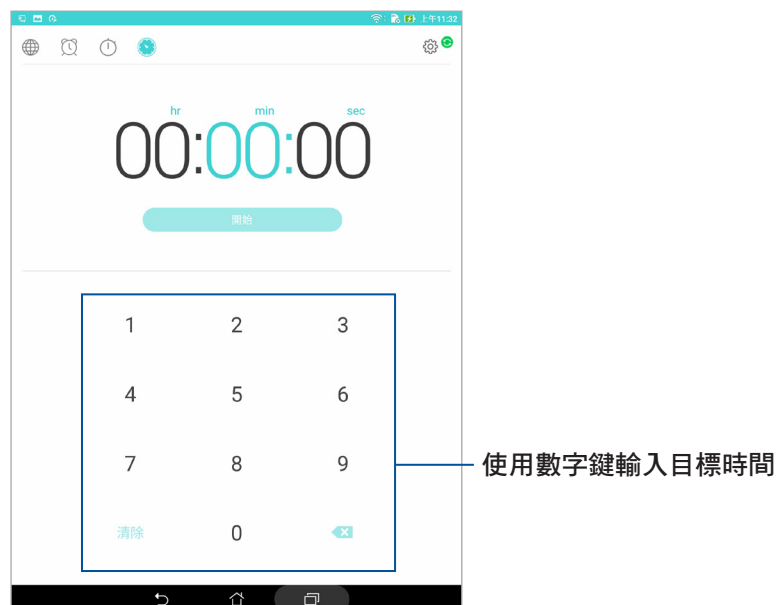 上午11:32
hr min sec
00:00:00
開始
1 2 3
4 5 6
7 8 9
使用數字鍵輸入目標時間
清除 0